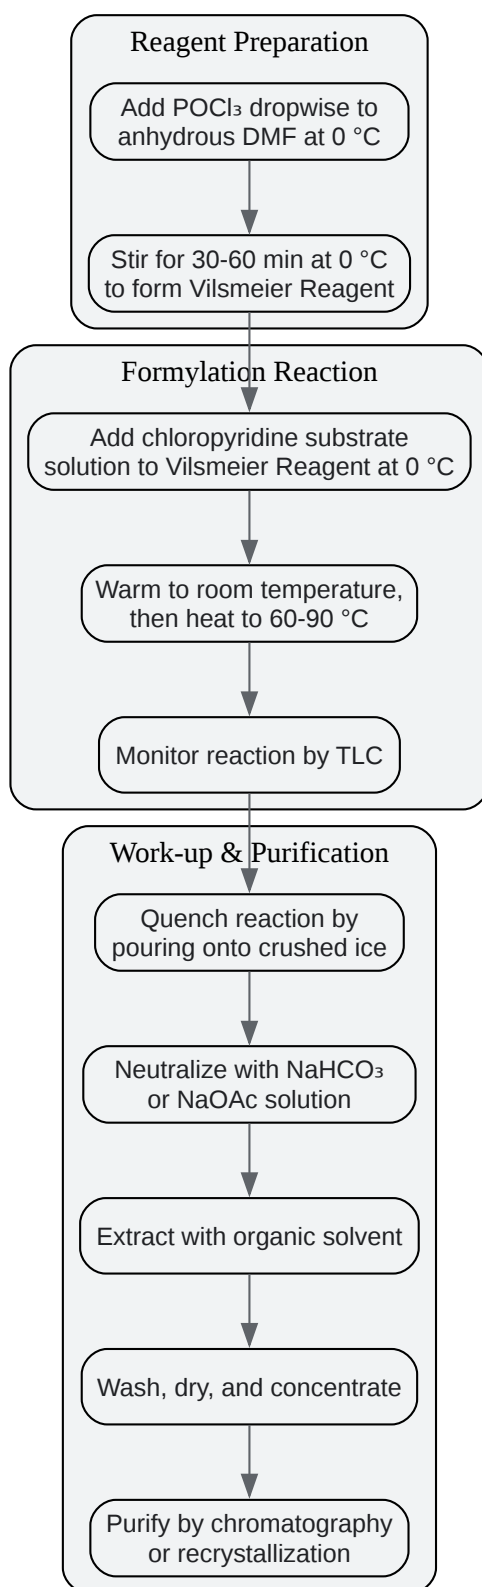 Reagent Preparation
Add POCl₃ dropwise to
anhydrous DMF at 0 °C
Stir for 30-60 min at 0 °C
to form Vilsmeier Reagent
Formylation Reaction
Add chloropyridine substrate
solution to Vilsmeier Reagent at 0 °C
Warm to room temperature,
then heat to 60-90 °C
Monitor reaction by TLC
Work-up & Purification
Quench reaction by
pouring onto crushed ice
Neutralize with NaHCO₃
or NaOAc solution
Extract with organic solvent
Wash, dry, and concentrate
Purify by chromatography
or recrystallization